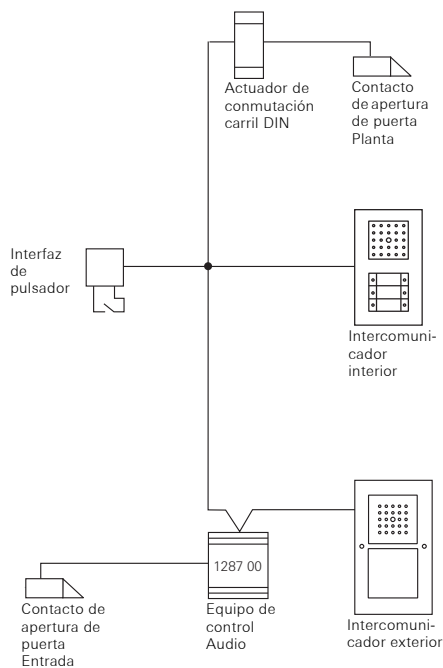 Actuador de
conmutación
carril DIN
Contacto
de apertura
de puerta
Planta
Interfaz
de
pulsador
Intercomuni-
cador
interior
1287 00
Contacto de
apertura de
puerta
Entrada
Equipo de
control
Audio
Intercomuni-
cador exterior